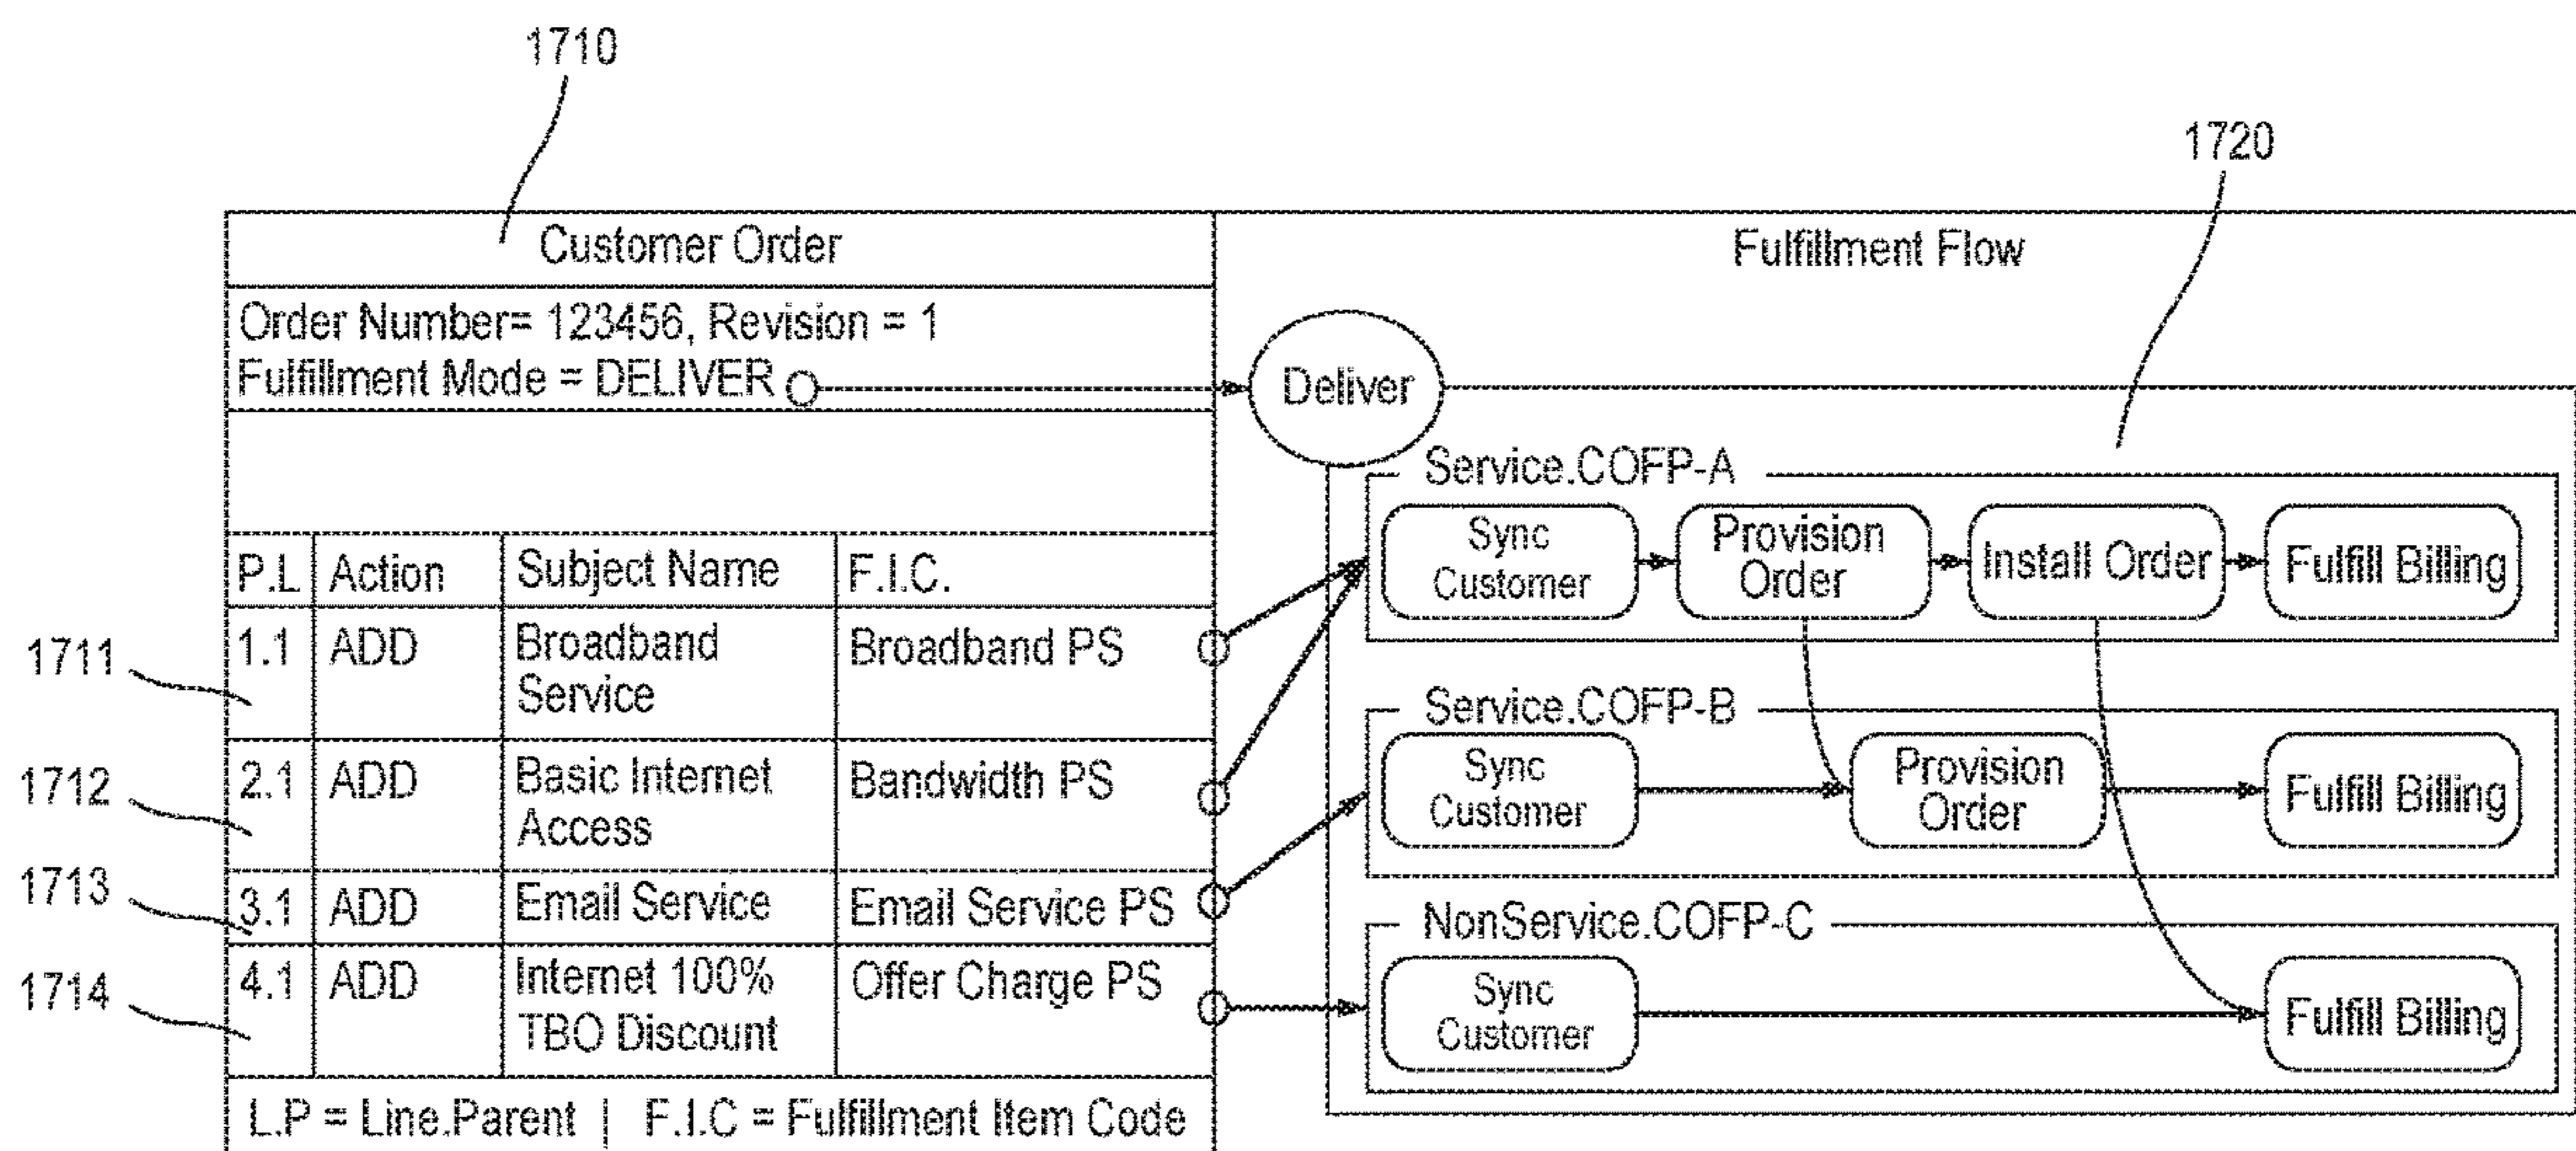 1710
1720
Customer Order
Fulfillment Flow
Order Number= 123456, Revision = 1
Fulfillment Mode = DELIVER
Deliver
P.L
Action
Subject Name
F.I.C.
1711
1.1
ADD
Broadband
Service
Broadband PS
1712
2.1
ADD
Basic Internet
Access
Bandwidth PS
1713
3.1
ADD
Email Service
Email Service PS
1714
4.1
ADD
Internet 100%
TBO Discount
Offer Charge PS
L.P = Line.Parent | F.I.C = Fulfillment Item Code
Service.COFP-A
Sync
Customer
Provision
Order
Install Order
Fulfill Billing
Service.COFP-B
Sync
Customer
Provision
Order
Fulfill Billing
NonService.COFP-C
Sync
Customer
Fulfill Billing